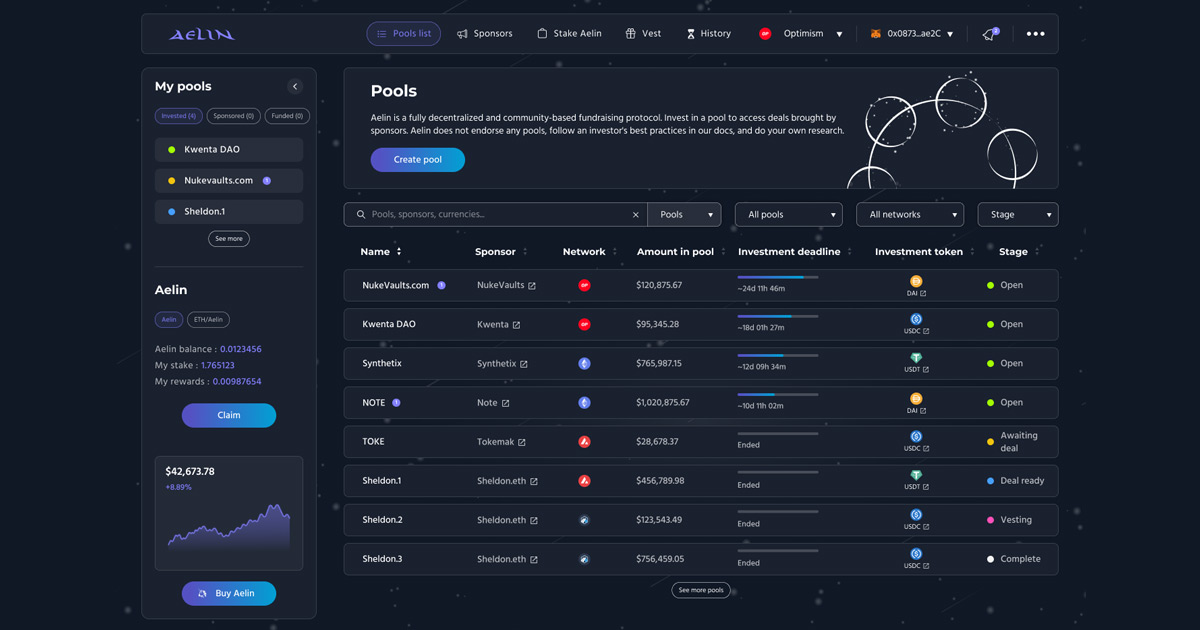 AELIN
Pools list
Sponsors
Stake Aelin
Vest
History
OP
Optimism
0x0873...ae2C
My pools
Invested (4)
Sponsored (0)
Funded (0)
Kwenta DAO
Nukevaults.com
Sheldon.1
See more
Aelin
Aelin
ETH/Aelin
Aelin balance : 0.0123456
My stake : 1.765123
My rewards : 0.00987654
Claim
$42,673.78
+8.89%
Buy Aelin
Pools
Aelin is a fully decentralized and community-based fundraising protocol. Invest in a pool to access deals brought by
sponsors. Aelin does not endorse any pools, follow an investor's best practices in our docs, and do your own research.
Create pool
Pools, sponsors, currencies...
Pools
All pools
All networks
Stage
Name Sponsor Network Amount in pool Investment deadline Investment token Stage
NukeVaults.com 1 NukeVaults OP $120,875.67 ~24d 11h 46m DAI Open
Kwenta DAO Kwenta OP $95,345.28 ~18d 01h 27m USDC Open
Synthetix Synthetix $765,987.15 ~12d 09h 34m USDT Open
NOTE 1 Note $1,020,875.67 ~10d 11h 02m DAI Open
TOKE Tokemak $28,678.37 Ended USDC Awaiting
deal
Sheldon.1 Sheldon.eth $456,789.98 Ended USDT Deal ready
Sheldon.2 Sheldon.eth $123,543.49 Ended USDC Vesting
Sheldon.3 Sheldon.eth $756,459.05 Ended USDC Complete
See more pools